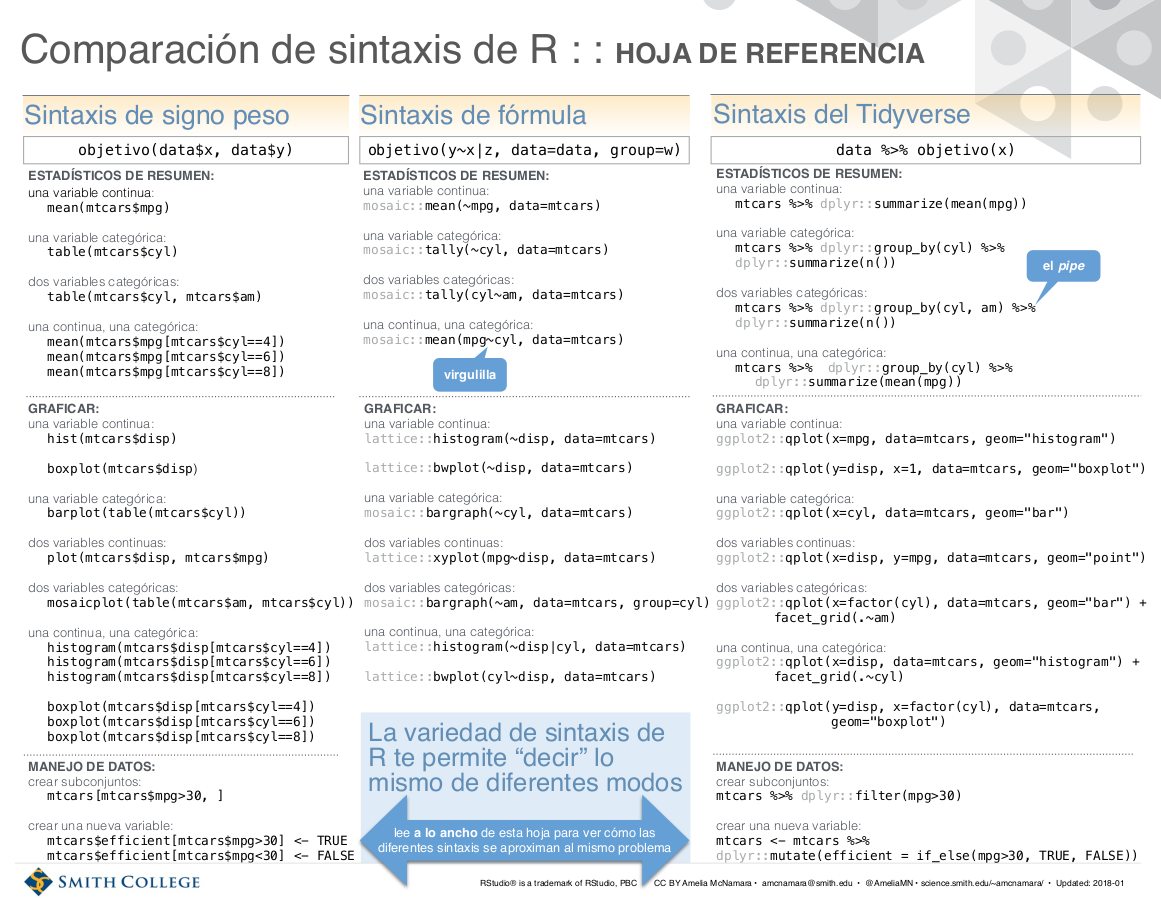 Comparación de sintaxis de R : : HOJA DE REFERENCIA
Sintaxis de signo peso
objetivo(data$x, data$y)
ESTADÍSTICOS DE RESUMEN:
una variable continua:
mean(mtcars$mpg)
una variable categórica:
table(mtcars$cyl)
dos variables categóricas:
table(mtcars$cyl, mtcars$am)
una continua, una categórica:
mean(mtcars$mpg[mtcars$cyl==4])
mean(mtcars$mpg[mtcars$cyl==6])
mean(mtcars$mpg[mtcars$cyl==8])
GRAFICAR:
una variable continua:
hist(mtcars$disp)
boxplot(mtcars$disp)
una variable categórica:
barplot(table(mtcars$cyl))
dos variables continuas:
plot(mtcars$disp, mtcars$mpg)
dos variables categóricas:
mosaicplot(table(mtcars$am, mtcars$cyl))
una continua, una categórica:
histogram(mtcars$disp[mtcars$cyl==4])
histogram(mtcars$disp[mtcars$cyl==6])
histogram(mtcars$disp[mtcars$cyl==8])
boxplot(mtcars$disp[mtcars$cyl==4])
boxplot(mtcars$disp[mtcars$cyl==6])
boxplot(mtcars$disp[mtcars$cyl==8])
MANEJO DE DATOS:
crear subconjuntos:
mtcars[mtcars$mpg>30, ]
crear una nueva variable:
mtcars$efficient[mtcars$mpg>30] <- TRUE
mtcars$efficient[mtcars$mpg<30] <- FALSE
Sintaxis de fórmula
objetivo(y~x|z, data=data, group=w)
ESTADÍSTICOS DE RESUMEN:
una variable continua:
mosaic::mean(~mpg, data=mtcars)
una variable categórica:
mosaic::tally(~cyl, data=mtcars)
dos variables categóricas:
mosaic::tally(cyl~am, data=mtcars)
una continua, una categórica:
mosaic::mean(mpg~cyl, data=mtcars)
virgulilla
GRAFICAR:
una variable continua:
lattice::histogram(~disp, data=mtcars)
lattice::bwplot(~disp, data=mtcars)
una variable categórica:
mosaic::bargraph(~cyl, data=mtcars)
dos variables continuas:
lattice::xyplot(mpg~disp, data=mtcars)
dos variables categóricas:
mosaic::bargraph(~am, data=mtcars, group=cyl)
una continua, una categórica:
lattice::histogram(~disp|cyl, data=mtcars)
lattice::bwplot(cyl~disp, data=mtcars)
La variedad de sintaxis de
R te permite “decir” lo
mismo de diferentes modos
lee a lo ancho de esta hoja para ver cómo las
diferentes sintaxis se aproximan al mismo problema
Sintaxis del Tidyverse
data %>% objetivo(x)
ESTADÍSTICOS DE RESUMEN:
una variable continua:
mtcars %>% dplyr::summarize(mean(mpg))
una variable categórica:
mtcars %>% dplyr::group_by(cyl) %>%
dplyr::summarize(n())
el pipe
dos variables categóricas:
mtcars %>% dplyr::group_by(cyl, am) %>%
dplyr::summarize(n())
una continua, una categórica:
mtcars %>%  dplyr::group_by(cyl) %>%
dplyr::summarize(mean(mpg))
GRAFICAR:
una variable continua:
ggplot2::qplot(x=mpg, data=mtcars, geom="histogram")
ggplot2::qplot(y=disp, x=1, data=mtcars, geom="boxplot")
una variable categórica:
ggplot2::qplot(x=cyl, data=mtcars, geom="bar")
dos variables continuas:
ggplot2::qplot(x=disp, y=mpg, data=mtcars, geom="point")
dos variables categóricas:
ggplot2::qplot(x=factor(cyl), data=mtcars, geom="bar") +
facet_grid(.~am)
una continua, una categórica:
ggplot2::qplot(x=disp, data=mtcars, geom="histogram") +
facet_grid(.~cyl)
ggplot2::qplot(y=disp, x=factor(cyl), data=mtcars,
geom="boxplot")
MANEJO DE DATOS:
crear subconjuntos:
mtcars %>% dplyr::filter(mpg>30)
crear una nueva variable:
mtcars <- mtcars %>%
dplyr::mutate(efficient = if_else(mpg>30, TRUE, FALSE))
SMITH COLLEGE
RStudio® is a trademark of RStudio, PBC CC BY Amelia McNamara • amcnamara@smith.edu • @AmeliaMN • science.smith.edu/~amcnamara/ • Updated: 2018-01